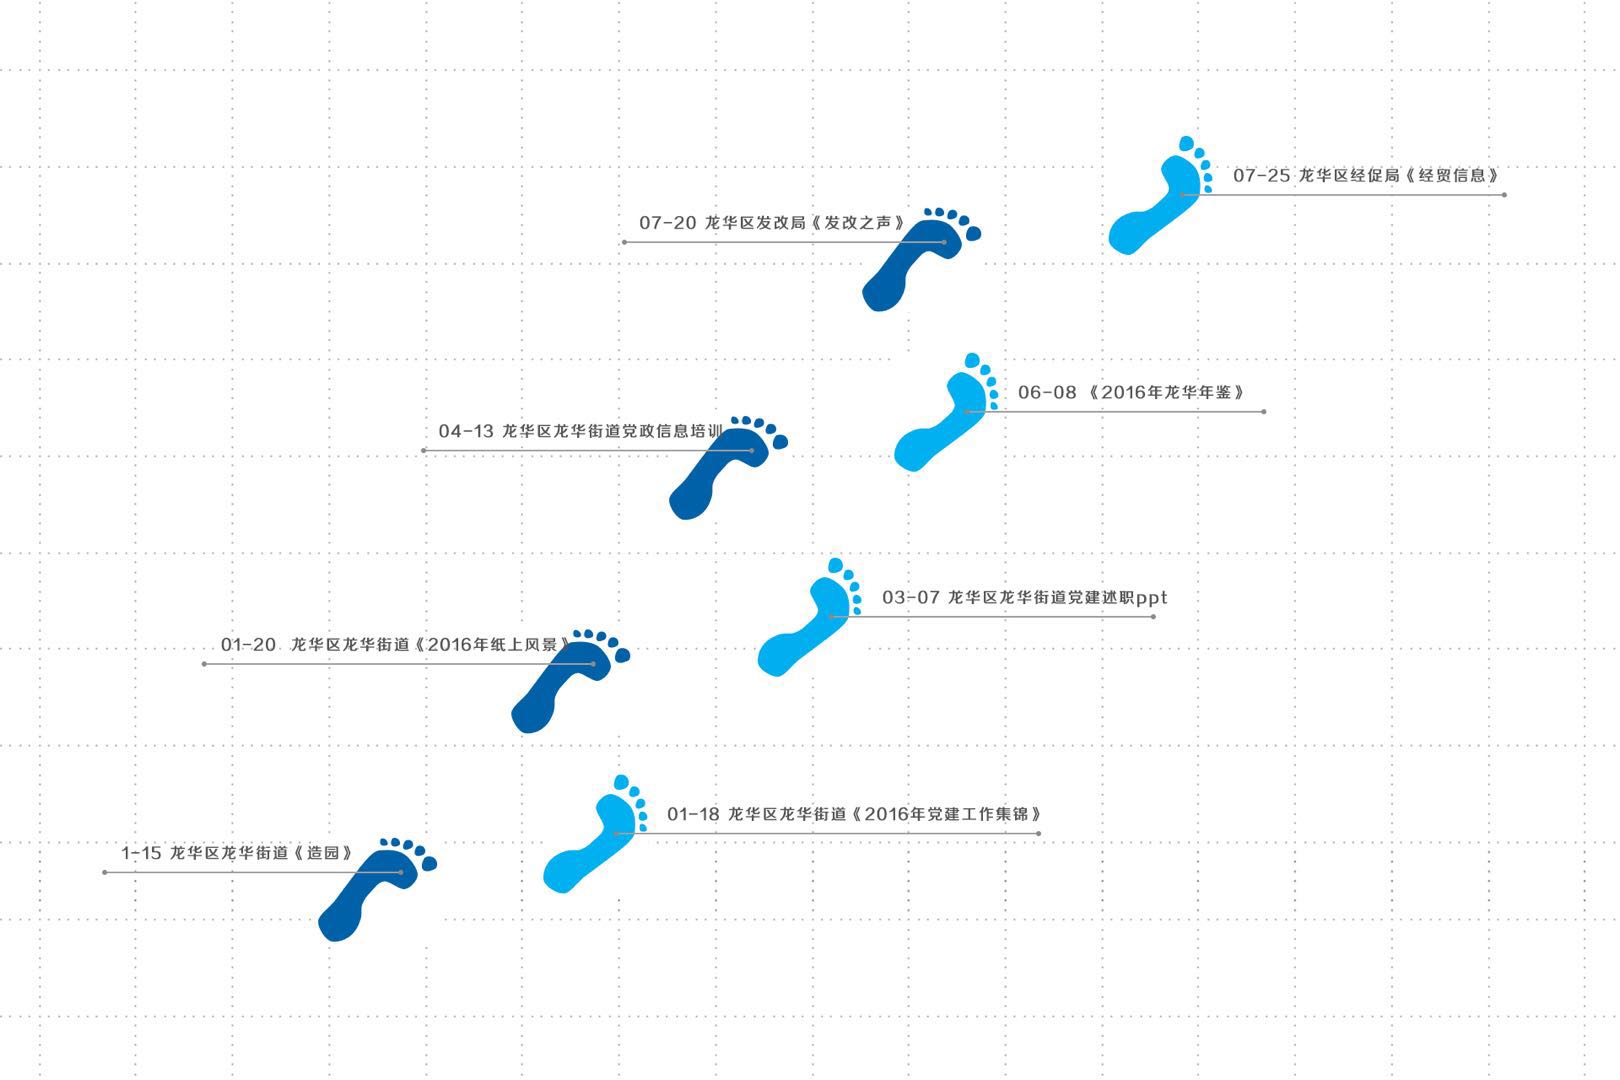 07-25 龙华区经促局《经贸信息》
07-20 龙华区发改局《发改之声》
06-08 《2016年龙华年鉴》
04-13 龙华区龙华街道党政信息培训
03-07 龙华区龙华街道党建述职ppt
01-20 龙华区龙华街道《2016年纸上风景》
01-18 龙华区龙华街道《2016年党建工作集锦》
1-15 龙华区龙华街道《造园》